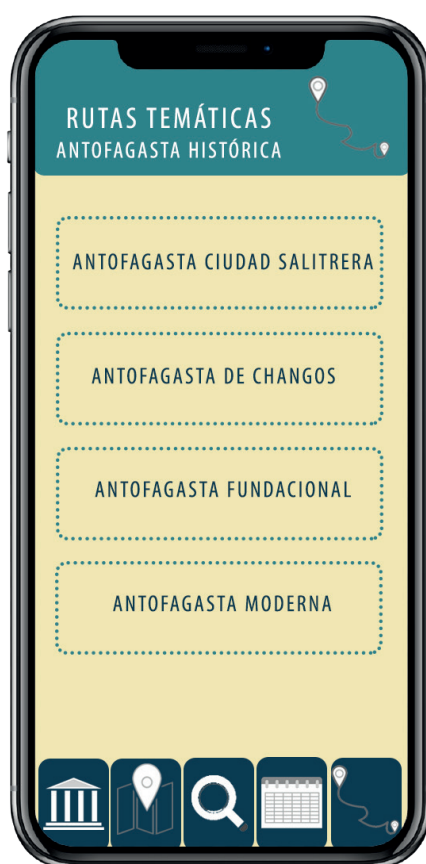 RUTAS TEMÁTICAS
ANTOFAGASTA HISTÓRICA
ANTOFAGASTA CIUDAD SALITRERA
ANTOFAGASTA DE CHANGOS
ANTOFAGASTA FUNDACIONAL
ANTOFAGASTA MODERNA